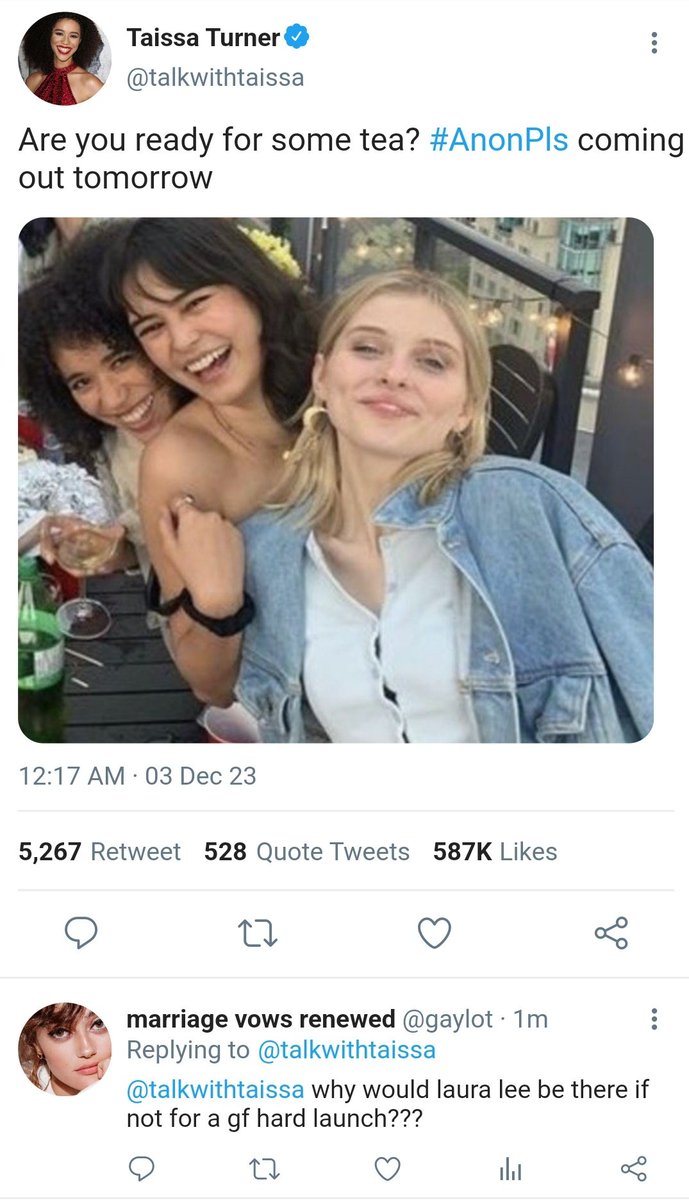 Taissa Turner
@talkwithtaissa
Are you ready for some tea? #AnonPls coming
out tomorrow
12:17 AM · 03 Dec 23
5,267 Retweet 528 Quote Tweets 587K Likes
marriage vows renewed @gaylot · 1m
Replying to @talkwithtaissa
@talkwithtaissa why would laura lee be there if
not for a gf hard launch???